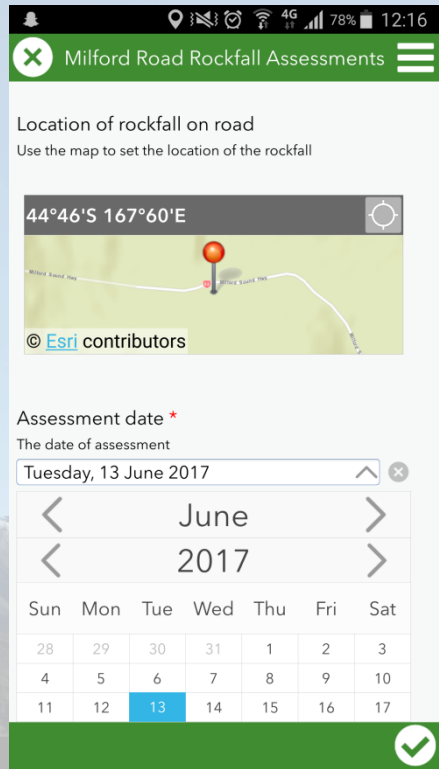 4G 78% 12:16
Milford Road Rockfall Assessments
Location of rockfall on road
Use the map to set the location of the rockfall
44°46'S 167°60'E
Milford Sound Hwy
Milford Sound Hwy
© Esri contributors
Assessment date *
The date of assessment
Tuesday, 13 June 2017
June
2017
Sun Mon Tue Wed Thu Fri Sat
28 29 30 31 1 2 3
4 5 6 7 8 9 10
11 12 13 14 15 16 17